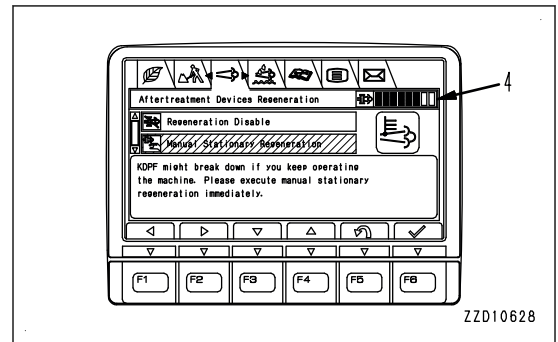 4
Aftertreatment Devices Regeneration
Regeneration Disable
Manual Stationary Regeneration
KDPF might break down if you keep operating
the machine. Please execute manual stationary
regeneration immediately.
F1 F2 F3 F4 F5 F6
ZZD10628